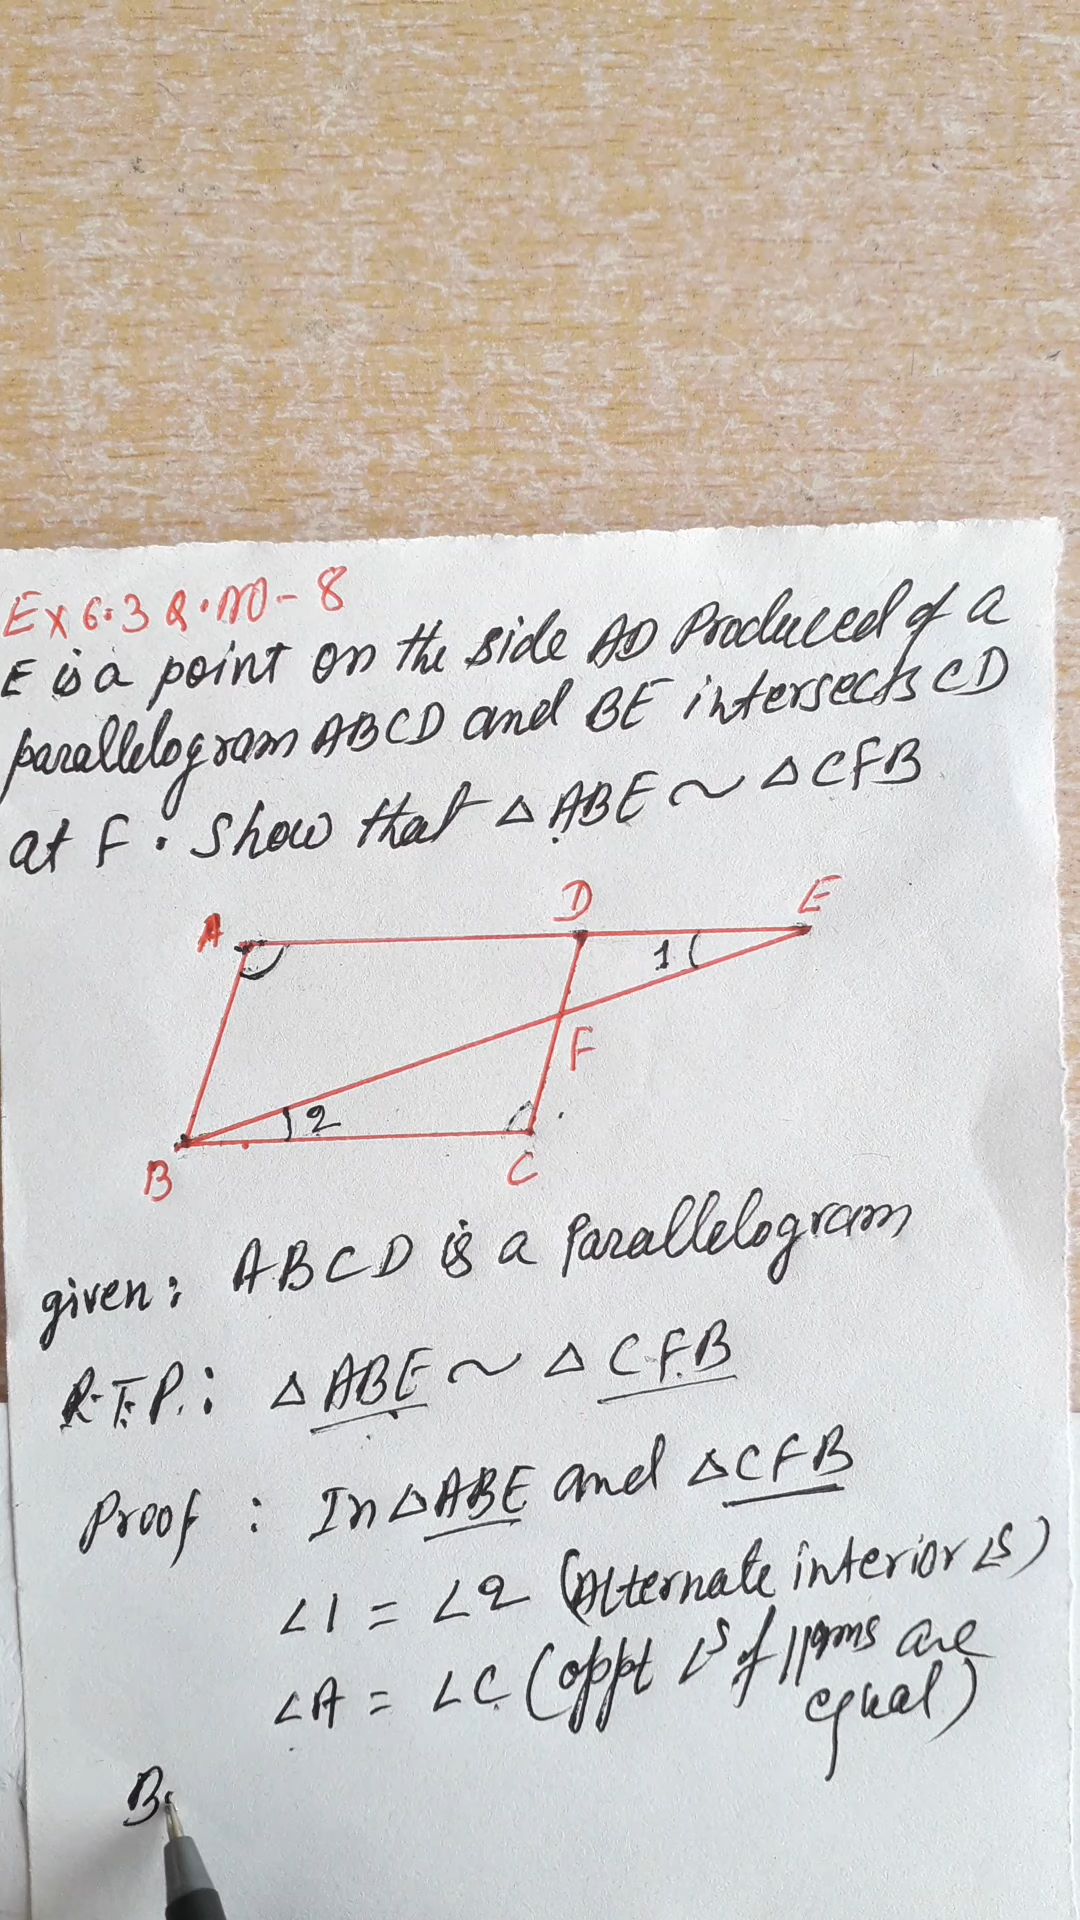 Ex 6.3 Q.NO-8
E is a point on the side AD Produced of a
parallelogram ABCD and BE intersects CD
at F. Show that △ABE ~ △CFB
A D E
1
F
2
B C
given: ABCD is a Parallelogram
R.T.P.: △ABE ~ △CFB
Proof: In △ABE and △CFB
∠1 = ∠2 (Alternate interior ∠s)
∠A = ∠C (oppt ∠s of ||gms are
equal)
B